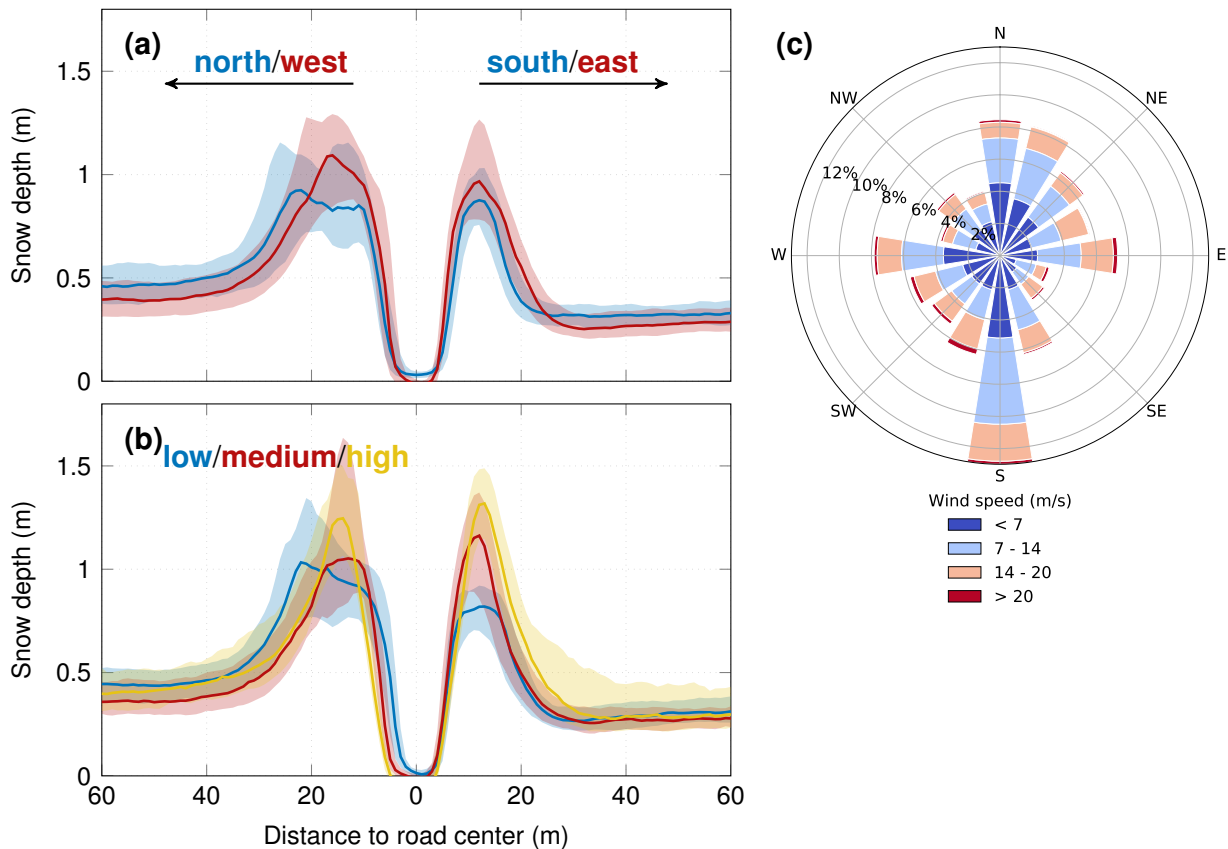 (a)
north/west
south/east
Snow depth (m)
1.5
1
0.5
0
(b)
low/medium/high
Snow depth (m)
1.5
1
0.5
0
60
40
20
0
20
40
60
Distance to road center (m)
(c)
N
NW
NE
12%
10%
8%
6%
4%
2%
W
E
SW
SE
S
Wind speed (m/s)
< 7
7 - 14
14 - 20
> 20